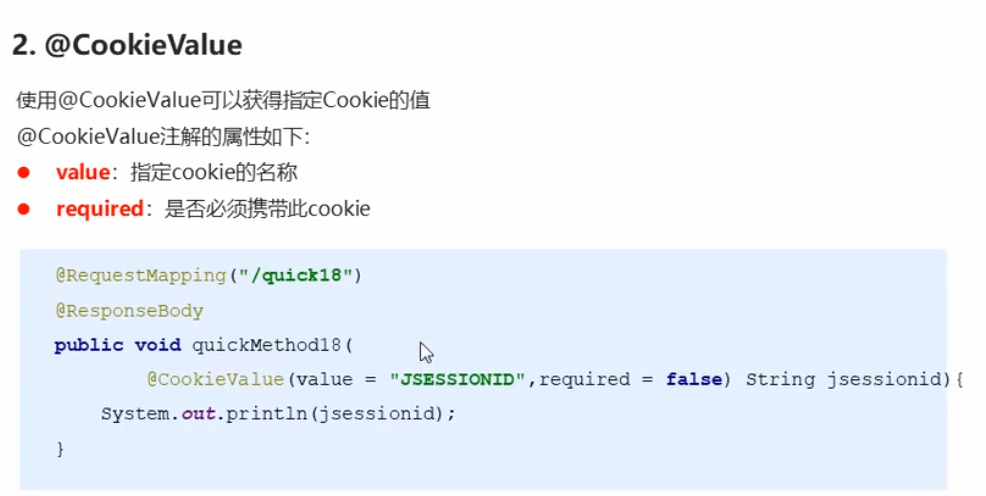 2. @CookieValue
使用@CookieValue可以获得指定Cookie的值
@CookieValue注解的属性如下：
● value：指定cookie的名称
● required：是否必须携带此cookie
@RequestMapping("/quick18")
@ResponseBody
public void quickMethod18(
@CookieValue(value = "JSESSIONID",required = false) String jsessionid){
System.out.println(jsessionid);
}